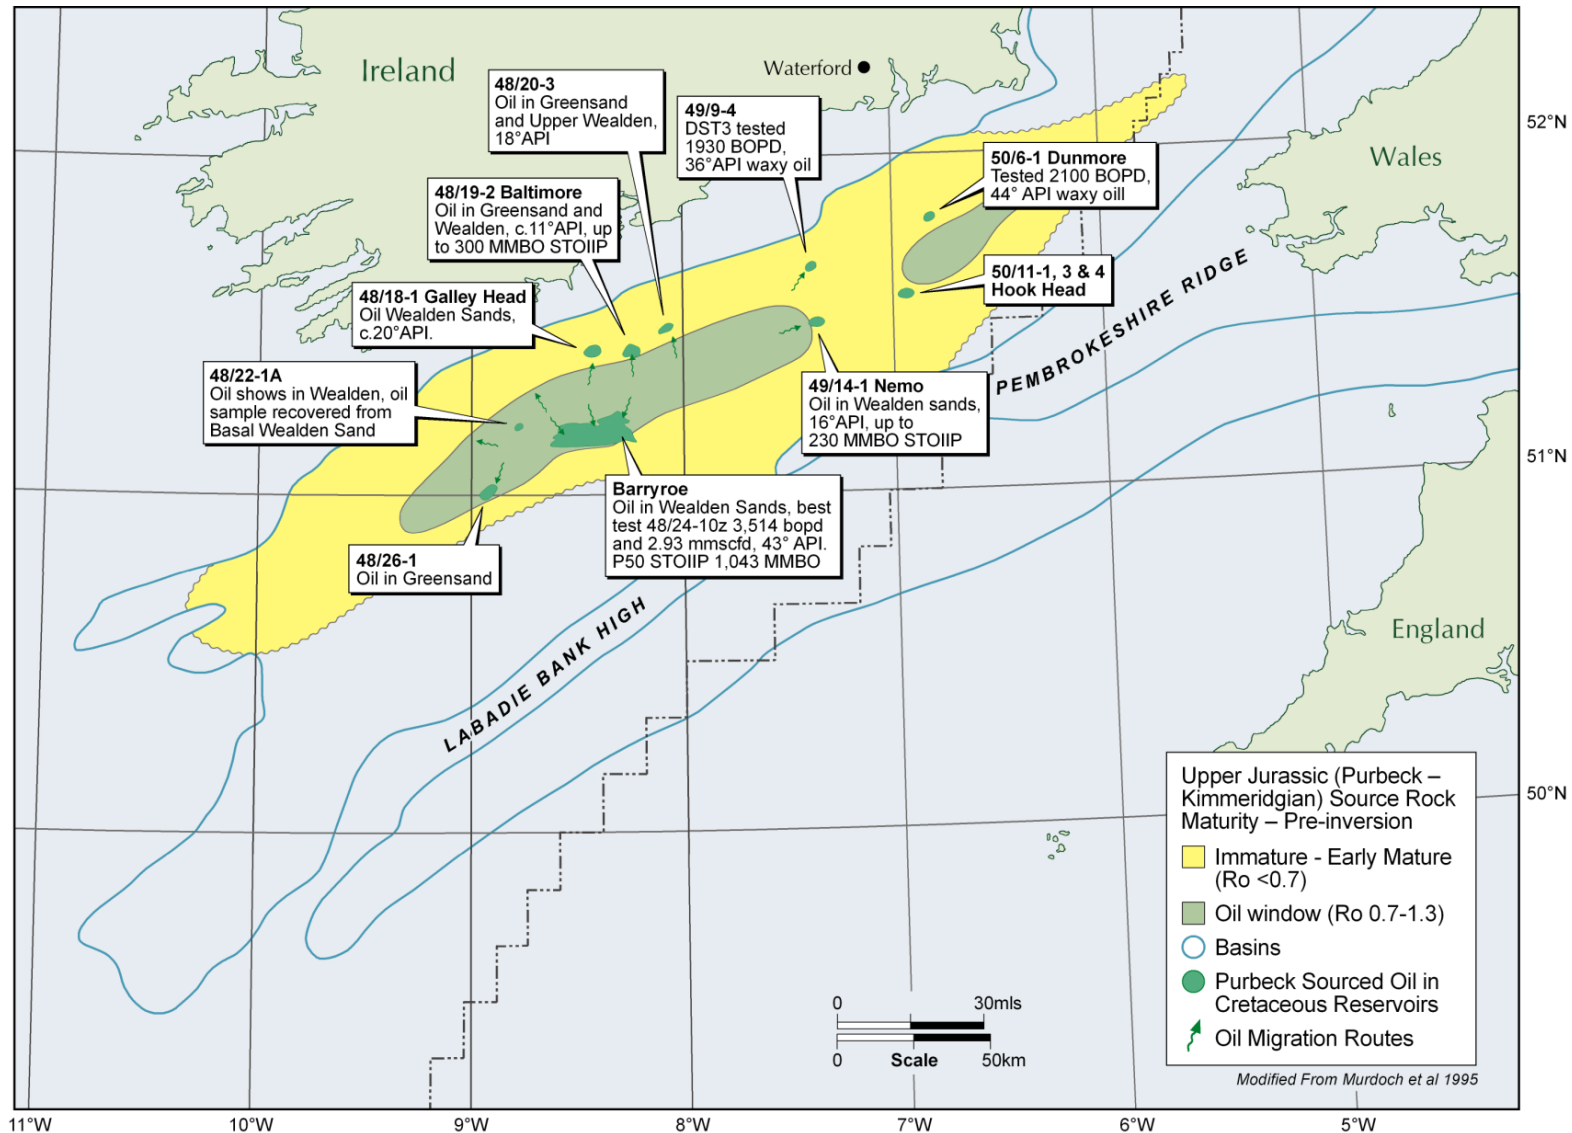 Ireland
Waterford
Wales
England
52°N
51°N
50°N
48/20-3
Oil in Greensand
and Upper Wealden,
18°API
49/9-4
DST3 tested
1930 BOPD,
36°API waxy oil
50/6-1 Dunmore
Tested 2100 BOPD,
44° API waxy oill
48/19-2 Baltimore
Oil in Greensand and
Wealden, c.11°API, up
to 300 MMBO STOIIP
50/11-1, 3 & 4
Hook Head
48/18-1 Galley Head
Oil Wealden Sands,
c.20°API.
48/22-1A
Oil shows in Wealden, oil
sample recovered from
Basal Wealden Sand
49/14-1 Nemo
Oil in Wealden sands,
16°API, up to
230 MMBO STOIIP
Barryroe
Oil in Wealden Sands, best
test 48/24-10z 3,514 bopd
and 2.93 mmscfd, 43° API.
P50 STOIIP 1,043 MMBO
48/26-1
Oil in Greensand
PEMBROKESHIRE RIDGE
LABADIE BANK HIGH
Upper Jurassic (Purbeck –
Kimmeridgian) Source Rock
Maturity – Pre-inversion
Immature - Early Mature
(Ro <0.7)
Oil window (Ro 0.7-1.3)
Basins
Purbeck Sourced Oil in
Cretaceous Reservoirs
Oil Migration Routes
Modified From Murdoch et al 1995
0 30mls
0 Scale 50km
11°W 10°W 9°W 8°W 7°W 6°W 5°W